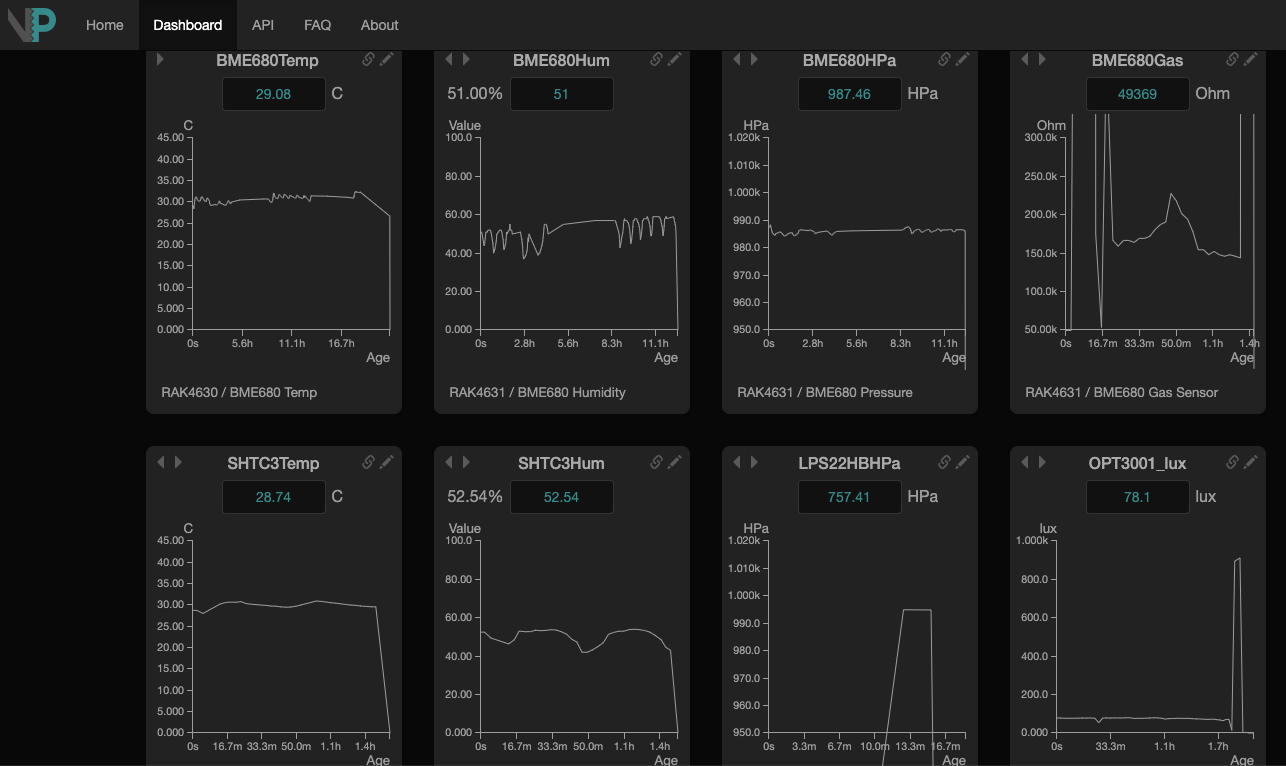 VP Home Dashboard API FAQ About
BME680Temp
29.08 C
C
45.00
40.00
35.00
30.00
25.00
20.00
15.00
10.00
5.000
0.000
0s 5.6h 11.1h 16.7h
Age
RAK4630 / BME680 Temp
BME680Hum
51.00% 51
Value
100.0
80.00
60.00
40.00
20.00
0.000
0s 2.8h 5.6h 8.3h 11.1h
Age
RAK4631 / BME680 Humidity
BME680HPa
987.46 HPa
HPa
1.020k
1.010k
1.000k
990.0
980.0
970.0
960.0
950.0
0s 2.8h 5.6h 8.3h 11.1h
Age
RAK4631 / BME680 Pressure
BME680Gas
49369 Ohm
Ohm
300.0k
250.0k
200.0k
150.0k
100.0k
50.00k
0s 16.7m 33.3m 50.0m 1.1h 1.4h
Age
RAK4631 / BME680 Gas Sensor
SHTC3Temp
28.74 C
C
45.00
40.00
35.00
30.00
25.00
20.00
15.00
10.00
5.000
0.000
0s 16.7m 33.3m 50.0m 1.1h 1.4h
Age
SHTC3Hum
52.54% 52.54
Value
100.0
80.00
60.00
40.00
20.00
0.000
0s 16.7m 33.3m 50.0m 1.1h 1.4h
Age
LPS22HBHPa
757.41 HPa
HPa
1.020k
1.010k
1.000k
990.0
980.0
970.0
960.0
950.0
0s 3.3m 6.7m 10.0m 13.3m 16.7m
Age
OPT3001_lux
78.1 lux
lux
1.000k
800.0
600.0
400.0
200.0
0.000
0s 33.3m 1.1h 1.7h
Age